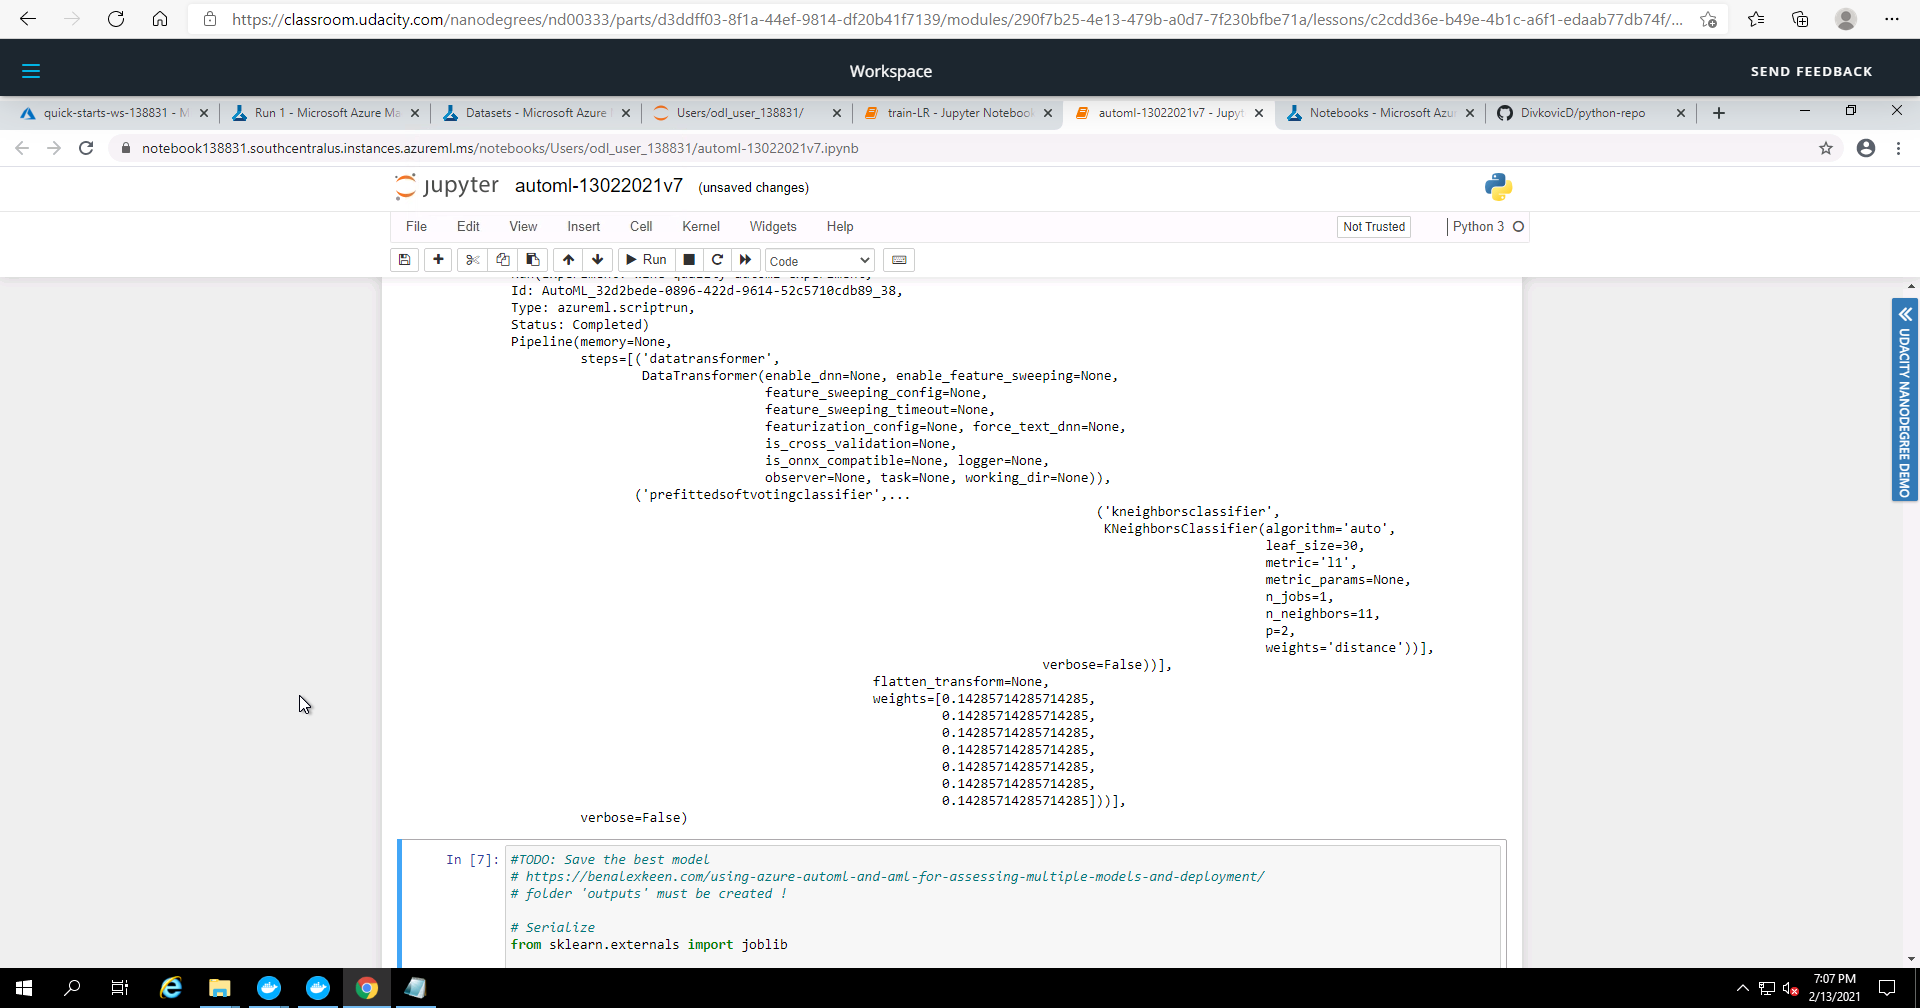 https://classroom.udacity.com/nanodegrees/nd00333/parts/d3ddff03-8f1a-44ef-9814-df20b41f7139/modules/290f7b25-4e13-479b-a0d7-7f230bfbe71a/lessons/c2cdd36e-b49e-4b1c-a6f1-edaab77db74f/...
Workspace
SEND FEEDBACK
quick-starts-ws-138831 - M
Run 1 - Microsoft Azure Ma
Datasets - Microsoft Azure
Users/odl_user_138831/
train-LR - Jupyter Notebook
automl-13022021v7 - Jupyt
Notebooks - Microsoft Azu
DivkovicD/python-repo
notebook138831.southcentralus.instances.azureml.ms/notebooks/Users/odl_user_138831/automl-13022021v7.ipynb
jupyter automl-13022021v7 (unsaved changes)
File Edit View Insert Cell Kernel Widgets Help
Not Trusted
Python 3
Run
Code
Id: AutoML_32d2bede-0896-422d-9614-52c5710cdb89_38,
Type: azureml.scriptrun,
Status: Completed)
Pipeline(memory=None,
steps=[('datatransformer',
DataTransformer(enable_dnn=None, enable_feature_sweeping=None,
feature_sweeping_config=None,
feature_sweeping_timeout=None,
featurization_config=None, force_text_dnn=None,
is_cross_validation=None,
is_onnx_compatible=None, logger=None,
observer=None, task=None, working_dir=None)),
('prefittedsoftvotingclassifier',...
('kneighborsclassifier',
KNeighborsClassifier(algorithm='auto',
leaf_size=30,
metric='l1',
metric_params=None,
n_jobs=1,
n_neighbors=11,
p=2,
weights='distance'))],
verbose=False))],
flatten_transform=None,
weights=[0.14285714285714285,
0.14285714285714285,
0.14285714285714285,
0.14285714285714285,
0.14285714285714285,
0.14285714285714285,
0.14285714285714285]))],
verbose=False)
In [7]:
#TODO: Save the best model
# https://benalexkeen.com/using-azure-automl-and-aml-for-assessing-multiple-models-and-deployment/
# folder 'outputs' must be created !
# Serialize
from sklearn.externals import joblib
UDACITY NANODEGREE DEMO
7:07 PM
2/13/2021